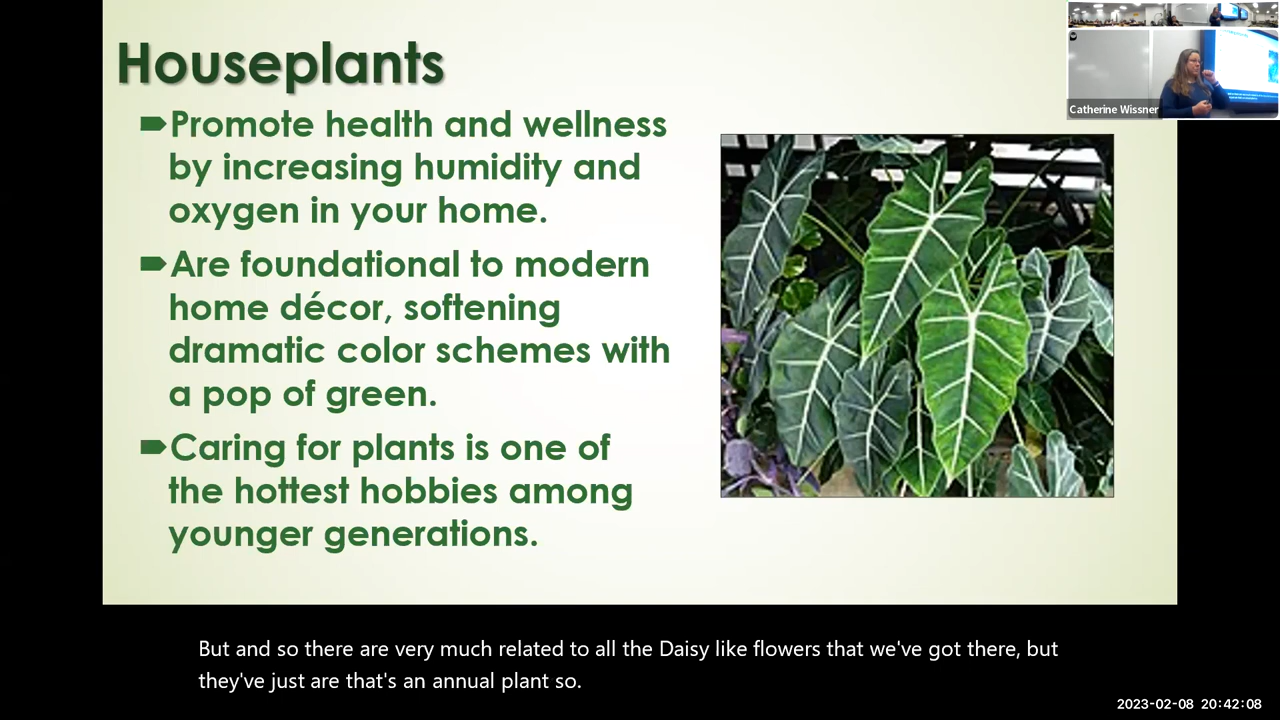 Houseplants
Promote health and wellness
by increasing humidity and
oxygen in your home.
Are foundational to modern
home décor, softening
dramatic color schemes with
a pop of green.
Caring for plants is one of
the hottest hobbies among
younger generations.
Catherine Wissner
But and so there are very much related to all the Daisy like flowers that we've got there, but
they've just are that's an annual plant so.
2023-02-08 20:42:08